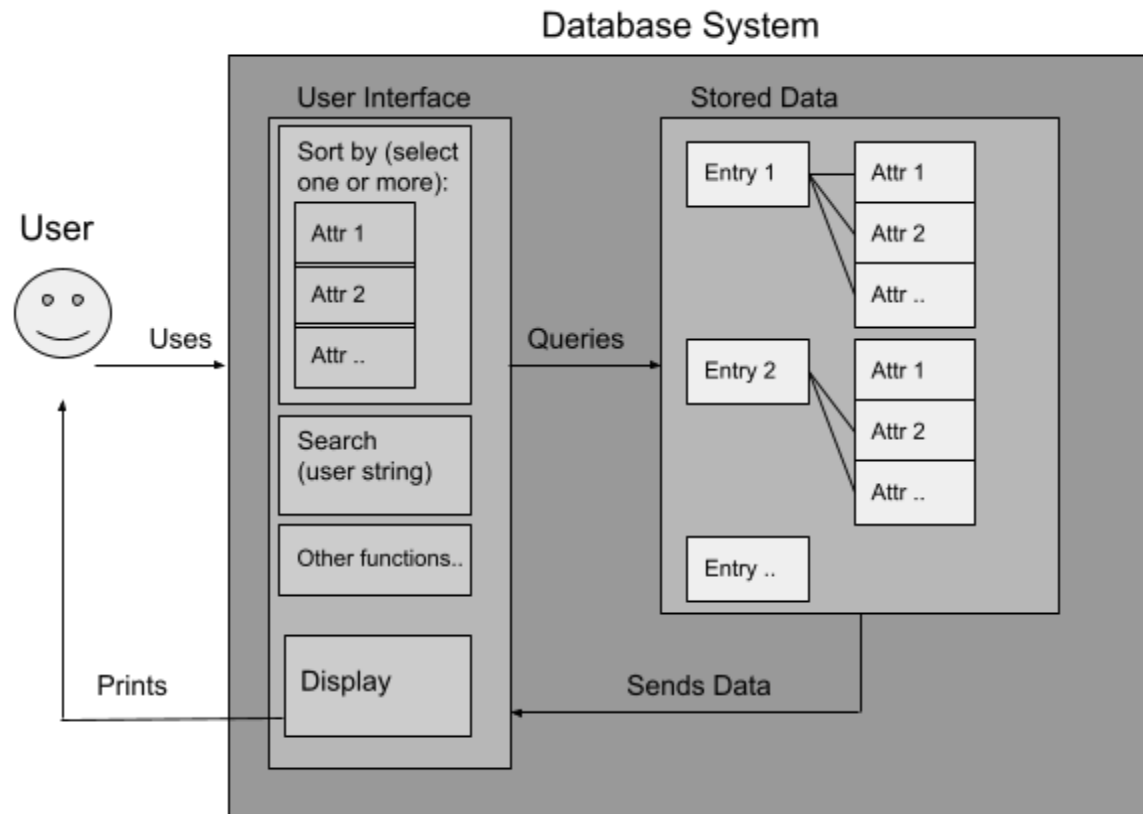 Database System
User Interface
Stored Data
Sort by (select
one or more):
Attr 1
Attr 2
Attr ..
Search
(user string)
Other functions..
Display
User
Uses
Prints
Queries
Sends Data
Entry 1
Attr 1
Attr 2
Attr ..
Entry 2
Attr 1
Attr 2
Attr ..
Entry ..